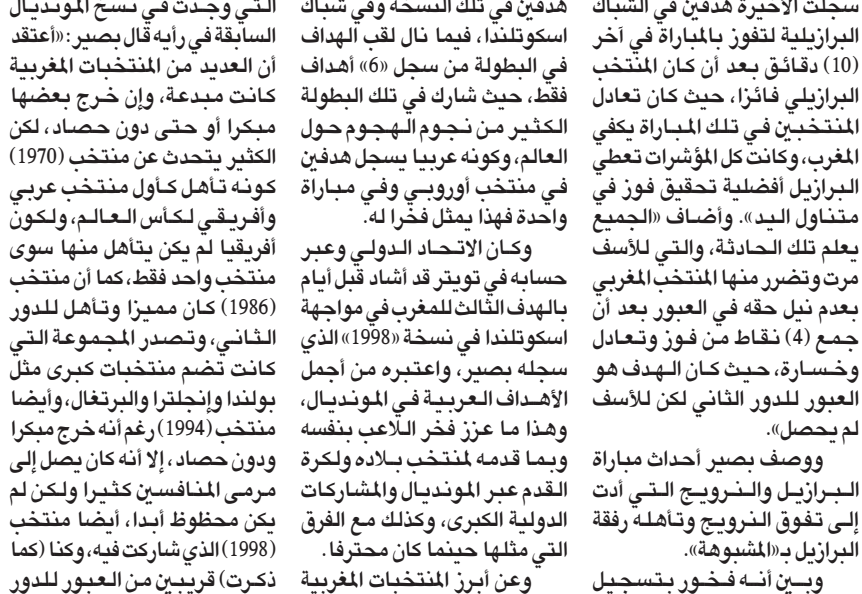 سجلت الأخيرة هدفين في الشباك
البرازيلية لتفوز بالمباراة في آخر
(10) دقائق بعد أن كان المنتخب
البرازيلي فائزا، حيث كان تعادل
المنتخبين في تلك المباراة يكفي
المغرب، وكانت كل المؤشرات تعطي
البرازيل أفضلية تحقيق فوز في
متناول اليد». وأضاف «الجميع
يعلم تلك الحادثة، والتي للأسف
مرت وتضرر منها المنتخب المغربي
بعدم نيل حقه في العبور بعد أن
جمع (4) نقاط من فوز وتعادل
وخسارة، حيث كان الهدف هو
العبور للدور الثاني لكن للأسف
لم يحصل».
ووصف بصير أحداث مباراة
البرازيل والنرويج التي أدت
إلى تفوق النرويج وتأهله رفقة
البرازيل بـ«المشبوهة».
وبين أنه فخور بتسجيل
هدفين في تلك النسخة وفي شباك
اسكوتلندا، فيما نال لقب الهداف
في البطولة من سجل «6» أهداف
فقط، حيث شارك في تلك البطولة
الكثير من نجوم الهجوم حول
العالم، وكونه عربيا يسجل هدفين
في منتخب أوروبي وفي مباراة
واحدة فهذا يمثل فخرا له.
وكان الاتحاد الدولي وعبر
حسابه في تويتر قد أشاد قبل أيام
بالهدف الثالث للمغرب في مواجهة
اسكوتلندا في نسخة «1998» الذي
سجله بصير، واعتبره من أجمل
الأهداف العربية في المونديال،
وهذا ما عزز فخر اللاعب بنفسه
وبما قدمه لمنتخب بلاده ولكرة
القدم عبر المونديال والمشاركات
الدولية الكبرى، وكذلك مع الفرق
التي مثلها حينما كان محترفا.
وعن أبرز المنتخبات المغربية
التي وجدت في نسخ المونديال
السابقة في رأيه قال بصير: «أعتقد
أن العديد من المنتخبات المغربية
كانت مبدعة، وإن خرج بعضها
مبكرا أو حتى دون حصاد، لكن
الكثير يتحدث عن منتخب (1970)
كونه تأهل كأول منتخب عربي
وأفريقي لكأس العالم، ولكون
أفريقيا لم يكن يتأهل منها سوى
منتخب واحد فقط، كما أن منتخب
(1986) كان مميزا وتأهل للدور
الثاني، وتصدر المجموعة التي
كانت تضم منتخبات كبرى مثل
بولندا وإنجلترا والبرتغال، وأيضا
منتخب (1994) رغم أنه خرج مبكرا
ودون حصاد، إلا أنه كان يصل إلى
مرمى المنافسين كثيرا ولكن لم
يكن محظوظ أبدا، أيضا منتخب
(1998) الذي شاركت فيه، وكنا (كما
ذكرت) قريبين من العبور للدور